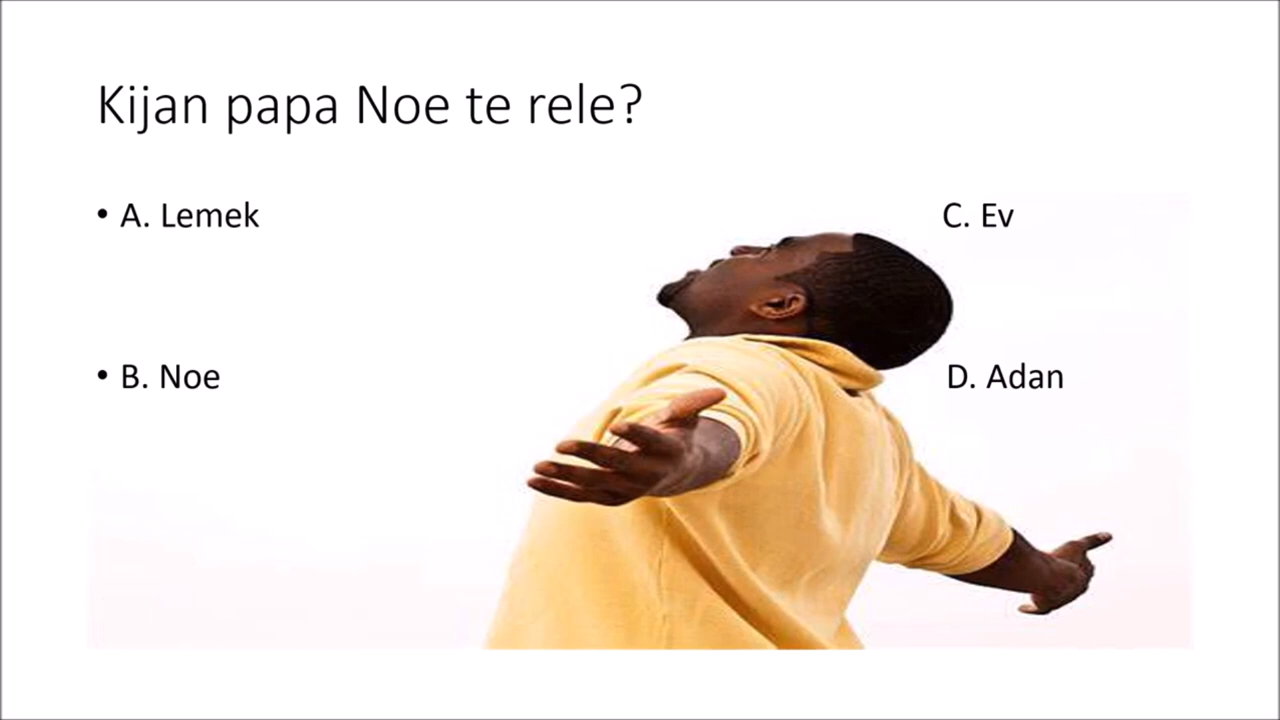 Kijan papa Noe te rele?
• A. Lemek
C. Ev
• B. Noe
D. Adan